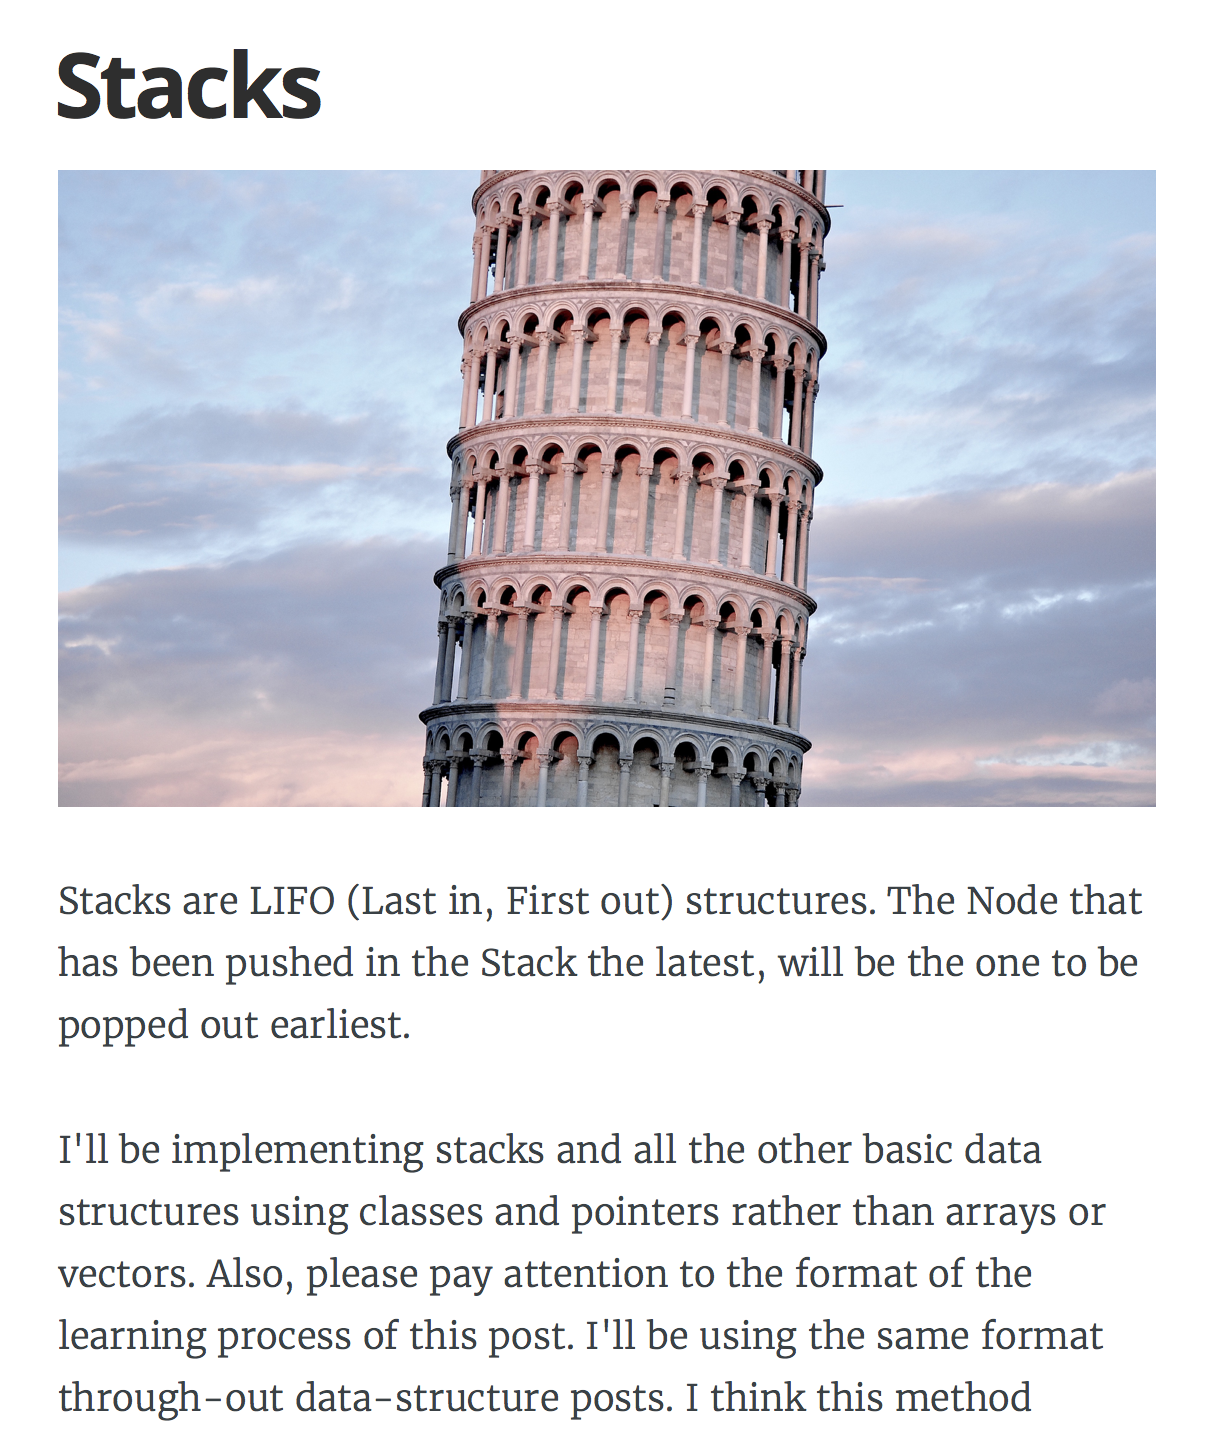 Stacks
Stacks are LIFO (Last in, First out) structures. The Node that
has been pushed in the Stack the latest, will be the one to be
popped out earliest.
I'll be implementing stacks and all the other basic data
structures using classes and pointers rather than arrays or
vectors. Also, please pay attention to the format of the
learning process of this post. I'll be using the same format
through-out data-structure posts. I think this method